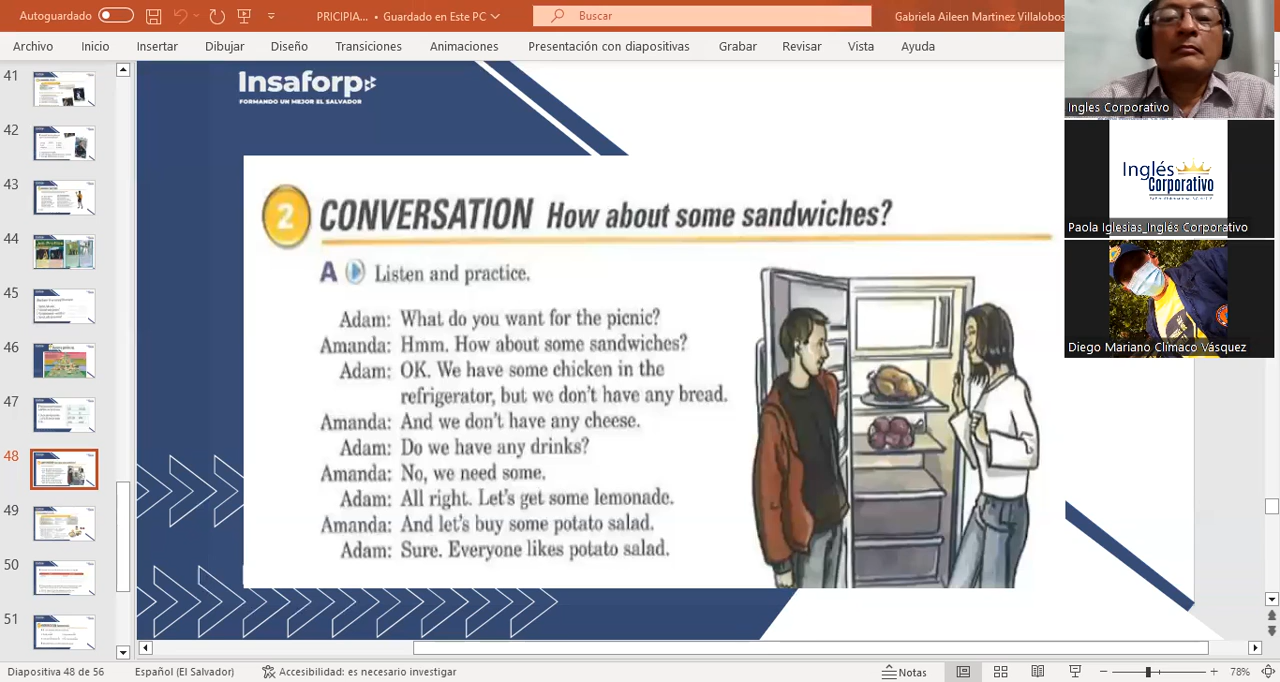 Autoguardado
PRICIPIA... • Guardado en Este PC
Buscar
Gabriela Aileen Martinez Villalobos
Archivo Inicio Insertar Dibujar Diseño Transiciones Animaciones Presentación con diapositivas Grabar Revisar Vista Ayuda
41
42
43
44
45
46
47
48
49
50
51
Insaforp
FORMANDO UN MEJOR EL SALVADOR
2 CONVERSATION How about some sandwiches?
A Listen and practice.
Adam: What do you want for the picnic?
Amanda: Hmm. How about some sandwiches?
Adam: OK. We have some chicken in the
refrigerator, but we don't have any bread.
Amanda: And we don't have any cheese.
Adam: Do we have any drinks?
Amanda: No, we need some.
Adam: All right. Let's get some lemonade.
Amanda: And let's buy some potato salad.
Adam: Sure. Everyone likes potato salad.
Ingles Corporativo
Inglés
Corporativo
Paola Iglesias_Inglés Corporativo
Diego Mariano Clímaco Vásquez
Diapositiva 48 de 56 Español (El Salvador) Accesibilidad: es necesario investigar Notas 78%